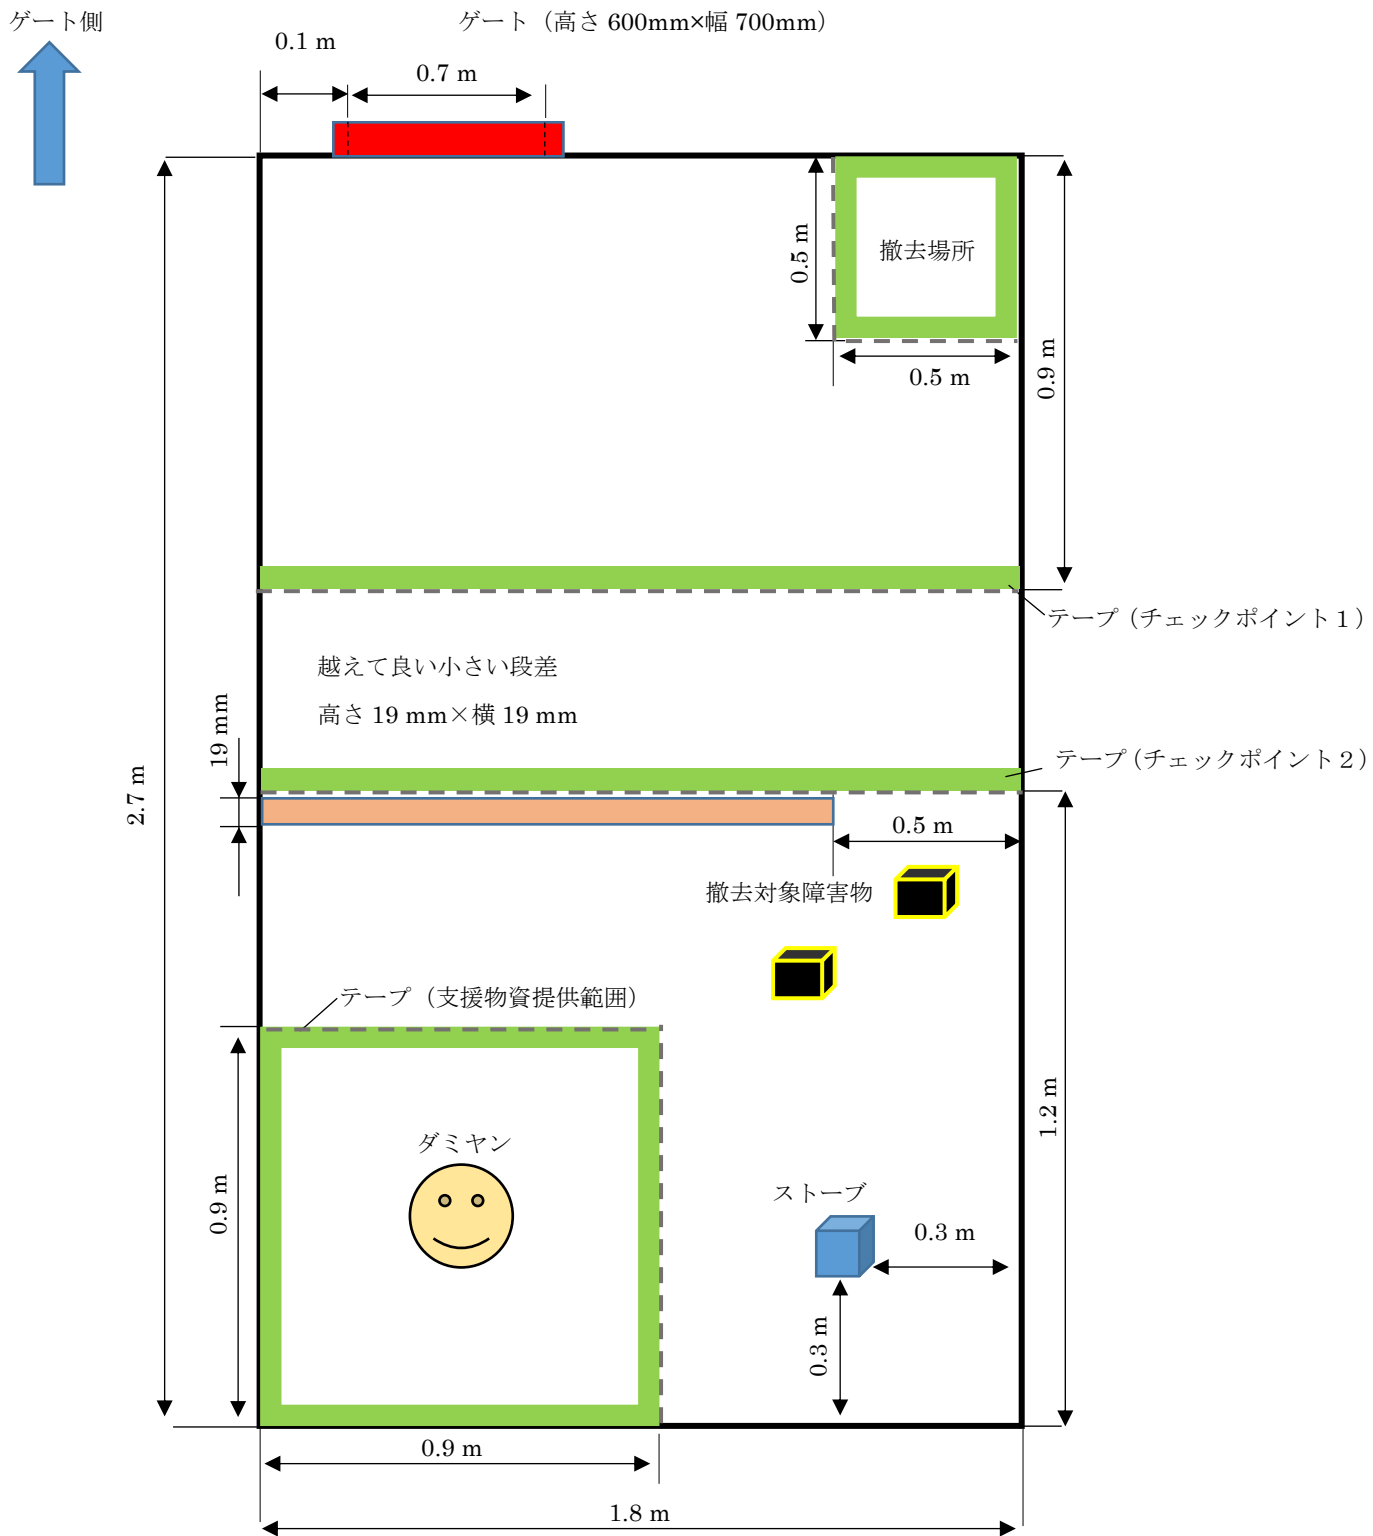 ゲート側
ゲート（高さ 600mm×幅 700mm）
0.1 m
0.7 m
0.5 m
撤去場所
0.5 m
0.9 m
テープ（チェックポイント１）
越えて良い小さい段差
高さ 19 mm×横 19 mm
19 mm
テープ（チェックポイント２）
2.7 m
0.5 m
撤去対象障害物
テープ（支援物資提供範囲）
1.2 m
ダミヤン
0.9 m
ストーブ
0.3 m
0.3 m
0.9 m
1.8 m